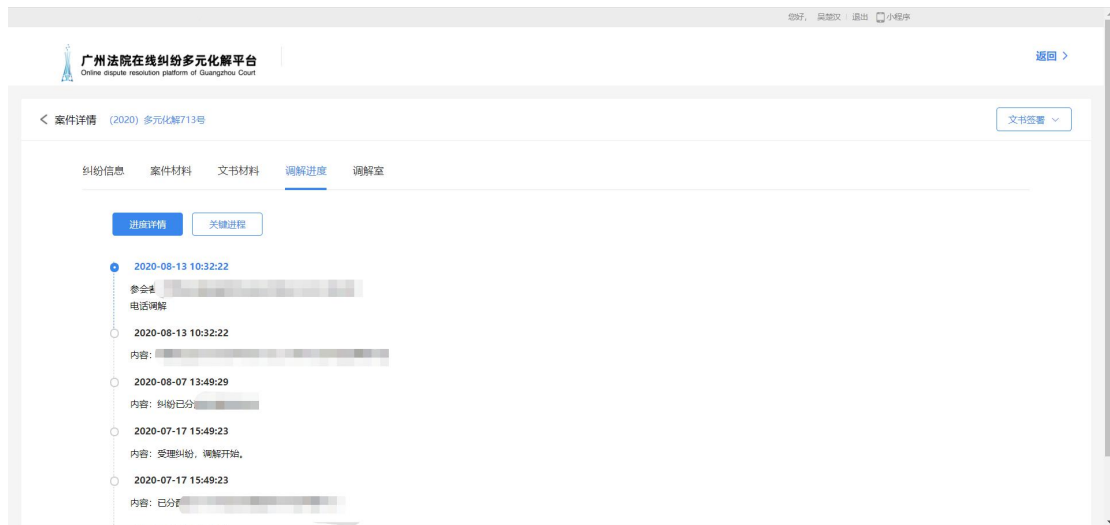 您好， 吴楚汉 退出 小程序
广州法院在线纠纷多元化解平台
Online dispute resolution platform of Guangzhou Court
返回 >
< 案件详情 (2020) 多元化解713号
文书签署
纠纷信息 案件材料 文书材料 调解进度 调解室
进度详情 关键进程
2020-08-13 10:32:22
参会
电话调解
2020-08-13 10:32:22
内容：
2020-08-07 13:49:29
内容：纠纷已分
2020-07-17 15:49:23
内容：受理纠纷，调解开始。
2020-07-17 15:49:23
内容：已分